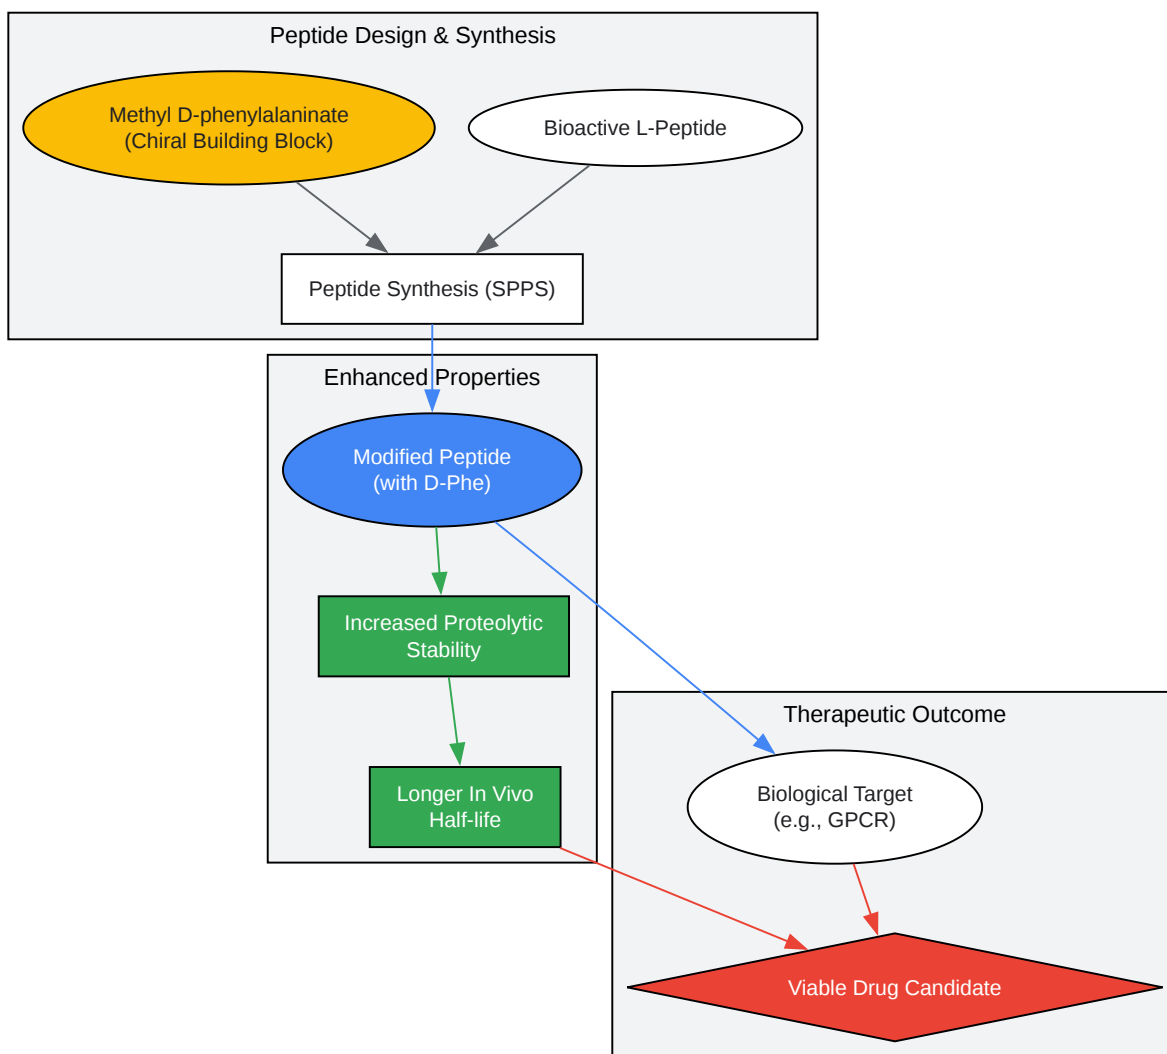 Peptide Design & Synthesis
Methyl D-phenylalaninate
(Chiral Building Block)
Bioactive L-Peptide
Peptide Synthesis (SPPS)
Enhanced Properties
Modified Peptide
(with D-Phe)
Increased Proteolytic
Stability
Longer In Vivo
Half-life
Therapeutic Outcome
Biological Target
(e.g., GPCR)
Viable Drug Candidate